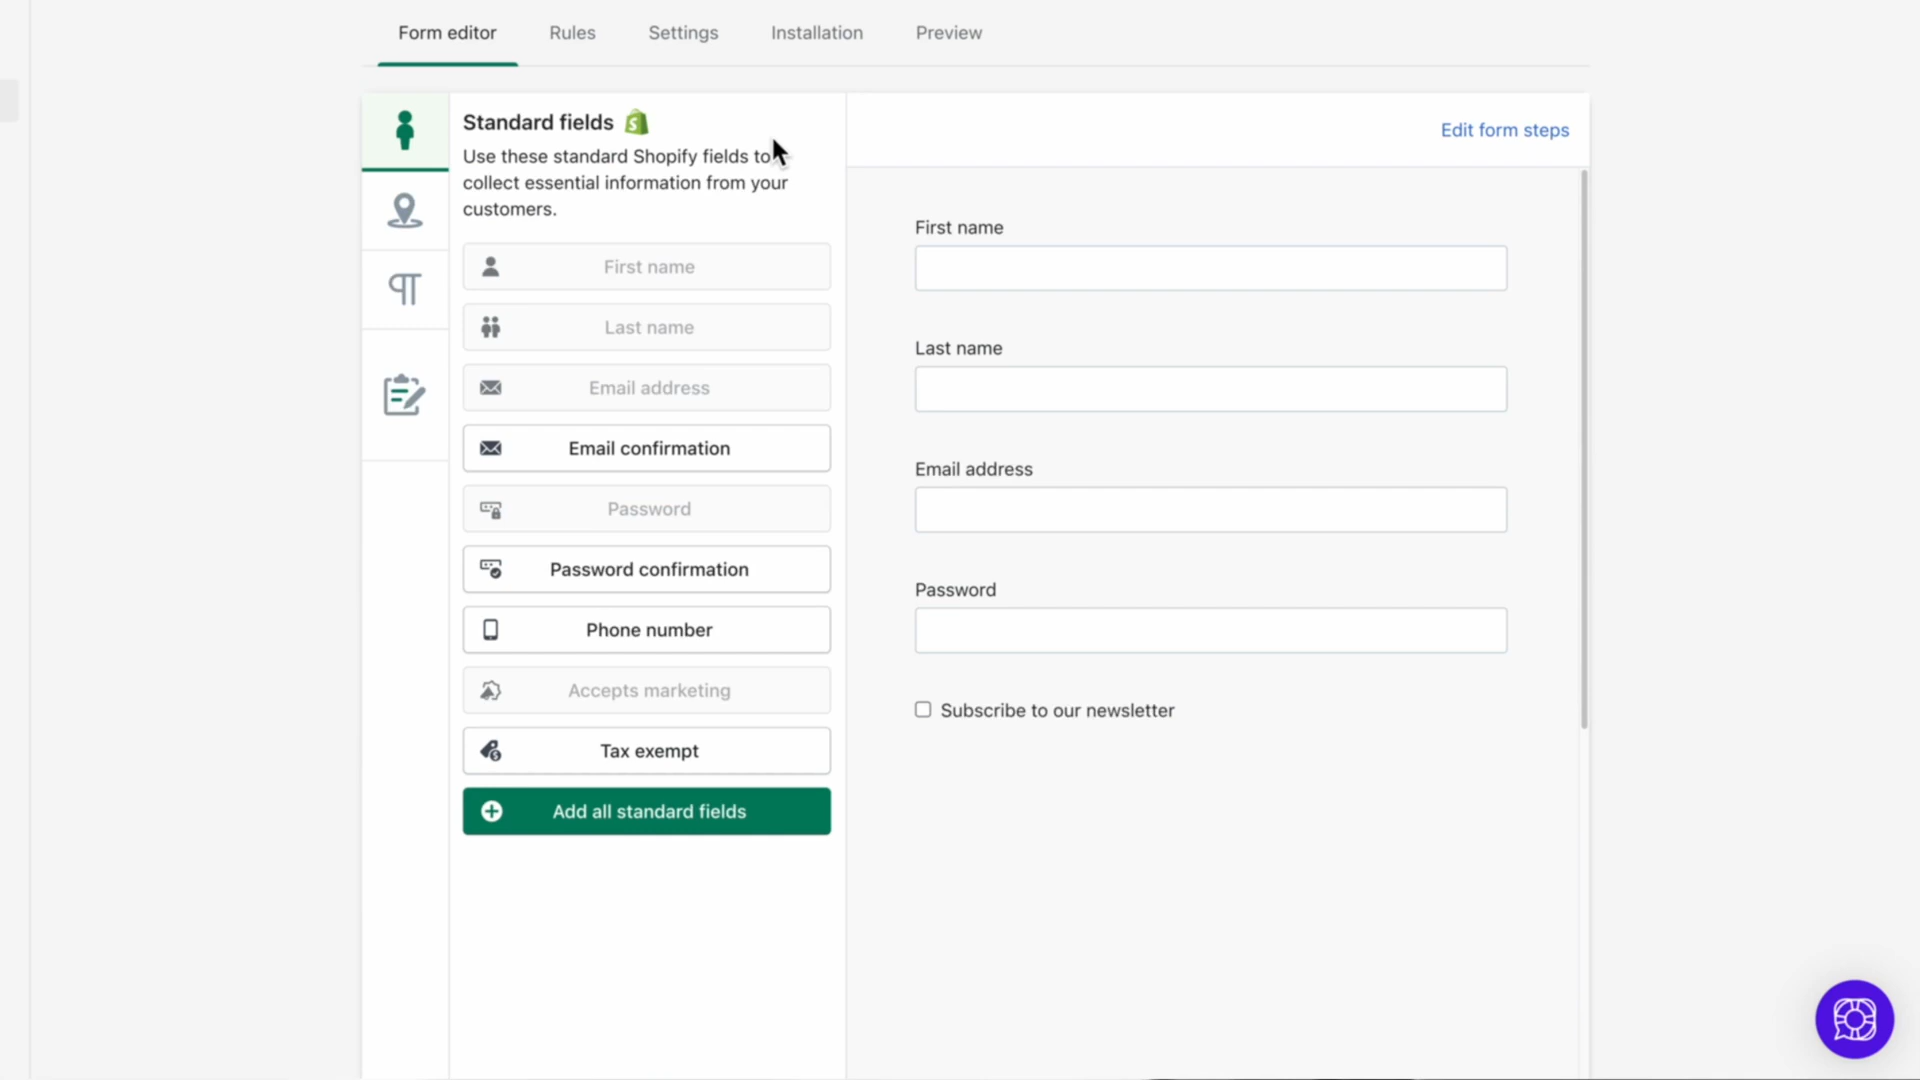 Form editor
Rules
Settings
Installation
Preview
Standard fields
Use these standard Shopify fields to
collect essential information from your
customers.
First name
Last name
Email address
Email confirmation
Password
Password confirmation
Phone number
Accepts marketing
Tax exempt
Add all standard fields
Edit form steps
First name
Last name
Email address
Password
Subscribe to our newsletter